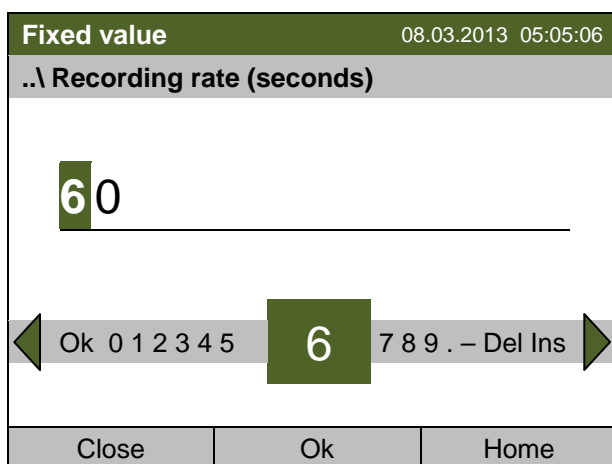 Fixed value 08.03.2013 05:05:06
..\ Recording rate (seconds)
60
Ok 0 1 2 3 4 5 6 7 8 9 . – Del Ins
Close Ok Home